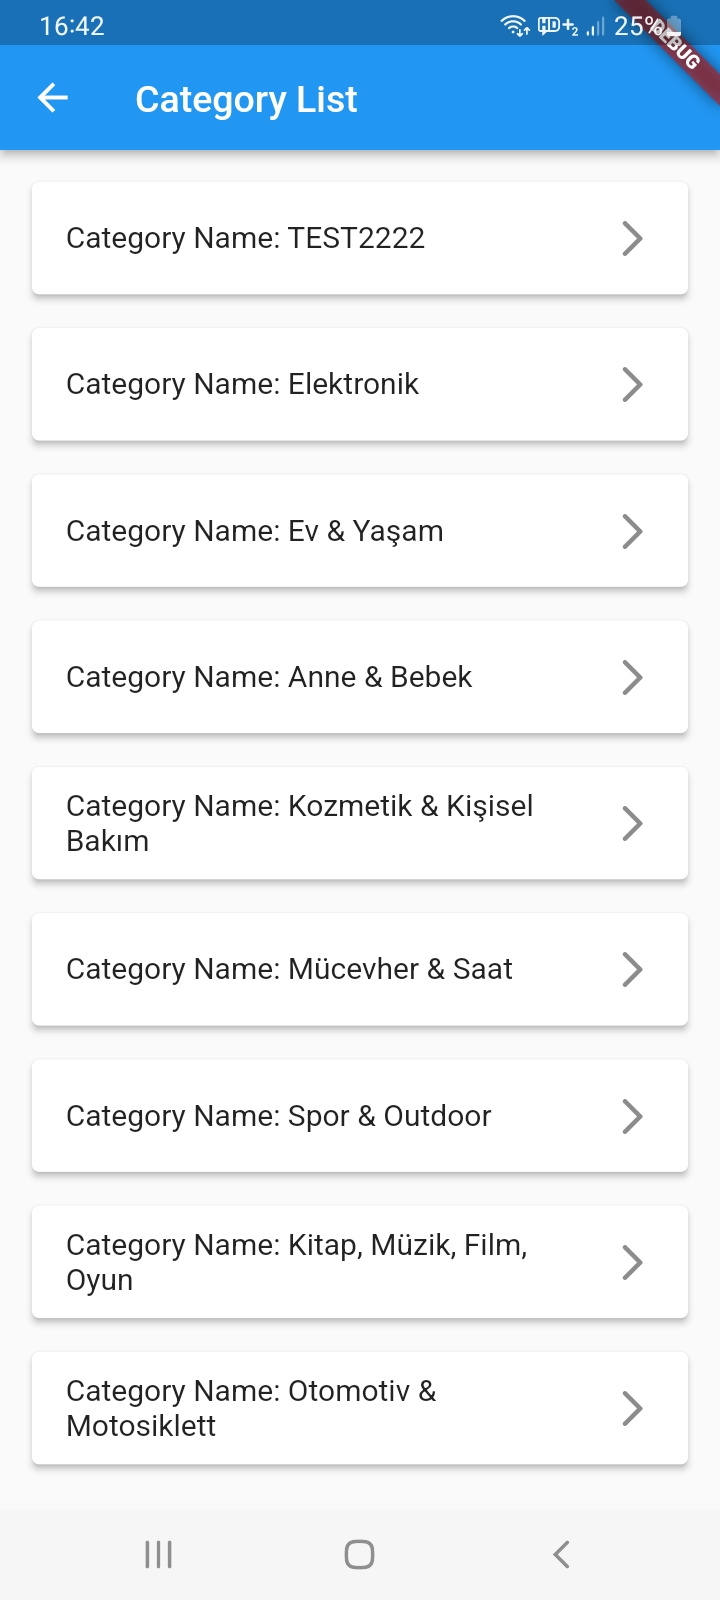 16:42
25%
DEBUG
Category List
Category Name: TEST2222
Category Name: Elektronik
Category Name: Ev & Yaşam
Category Name: Anne & Bebek
Category Name: Kozmetik & Kişisel
Bakım
Category Name: Mücevher & Saat
Category Name: Spor & Outdoor
Category Name: Kitap, Müzik, Film,
Oyun
Category Name: Otomotiv &
Motosiklett